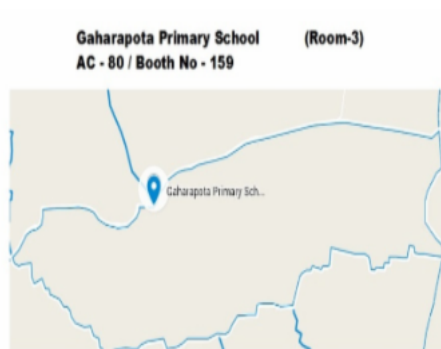 Gaharapota Primary School (Room-3)
AC - 80 / Booth No - 159
Gaharapota Primary Sch...